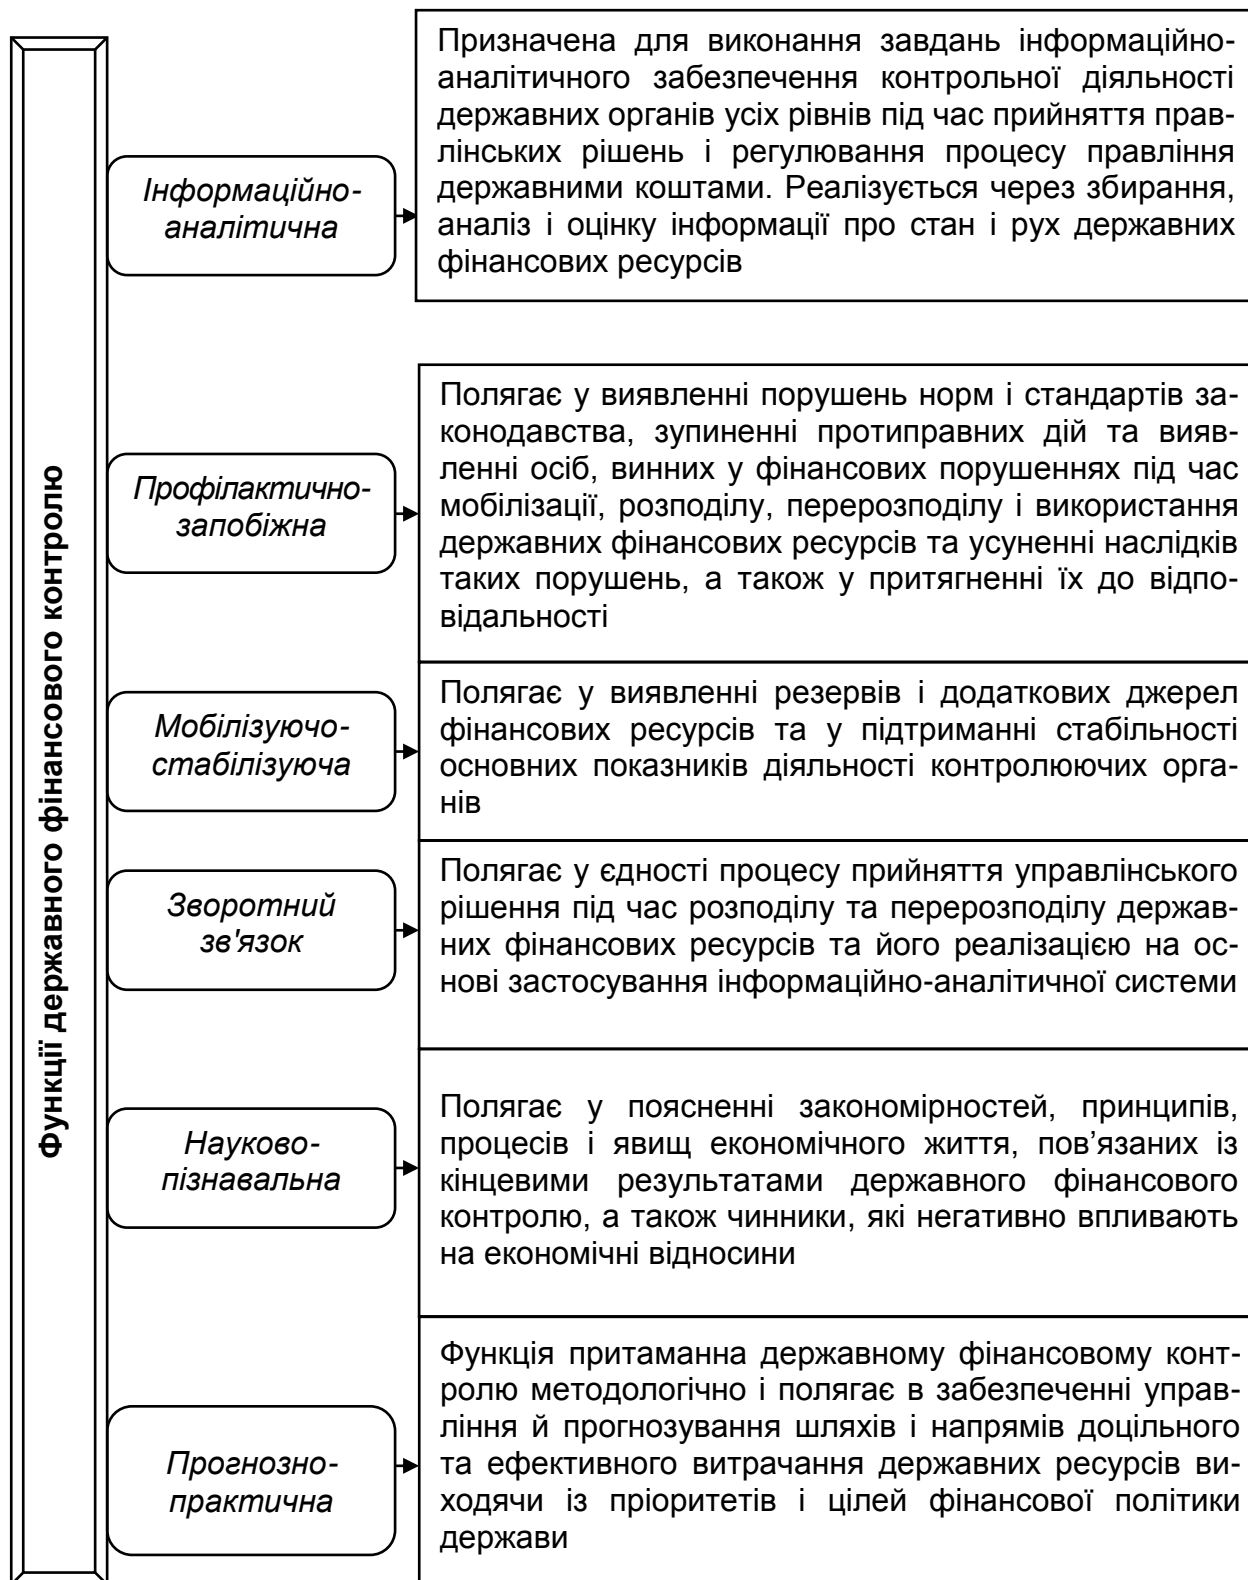 Функції державного фінансового контролю
Інформаційно-
аналітична
Призначена для виконання завдань інформаційно-
аналітичного забезпечення контрольної діяльності
державних органів усіх рівнів під час прийняття прав-
лінських рішень і регулювання процесу правління
державними коштами. Реалізується через збирання,
аналіз і оцінку інформації про стан і рух державних
фінансових ресурсів
Профілактично-
запобіжна
Полягає у виявленні порушень норм і стандартів за-
конодавства, зупиненні протиправних дій та вияв-
ленні осіб, винних у фінансових порушеннях під час
мобілізації, розподілу, перерозподілу і використання
державних фінансових ресурсів та усуненні наслідків
таких порушень, а також у притягненні їх до відпо-
відальності
Мобілізуючо-
стабілізуюча
Полягає у виявленні резервів і додаткових джерел
фінансових ресурсів та у підтриманні стабільності
основних показників діяльності контролюючих орга-
нів
Зворотний
зв'язок
Полягає у єдності процесу прийняття управлінського
рішення під час розподілу та перерозподілу держав-
них фінансових ресурсів та його реалізацією на ос-
нові застосування інформаційно-аналітичної системи
Науково-
пізнавальна
Полягає у поясненні закономірностей, принципів,
процесів і явищ економічного життя, пов’язаних із
кінцевими результатами державного фінансового
контролю, а також чинники, які негативно впливають
на економічні відносини
Прогнозно-
практична
Функція притаманна державному фінансовому конт-
ролю методологічно і полягає в забезпеченні управ-
ління й прогнозування шляхів і напрямів доцільного
та ефективного витрачання державних ресурсів ви-
ходячи із пріоритетів і цілей фінансової політики
держави